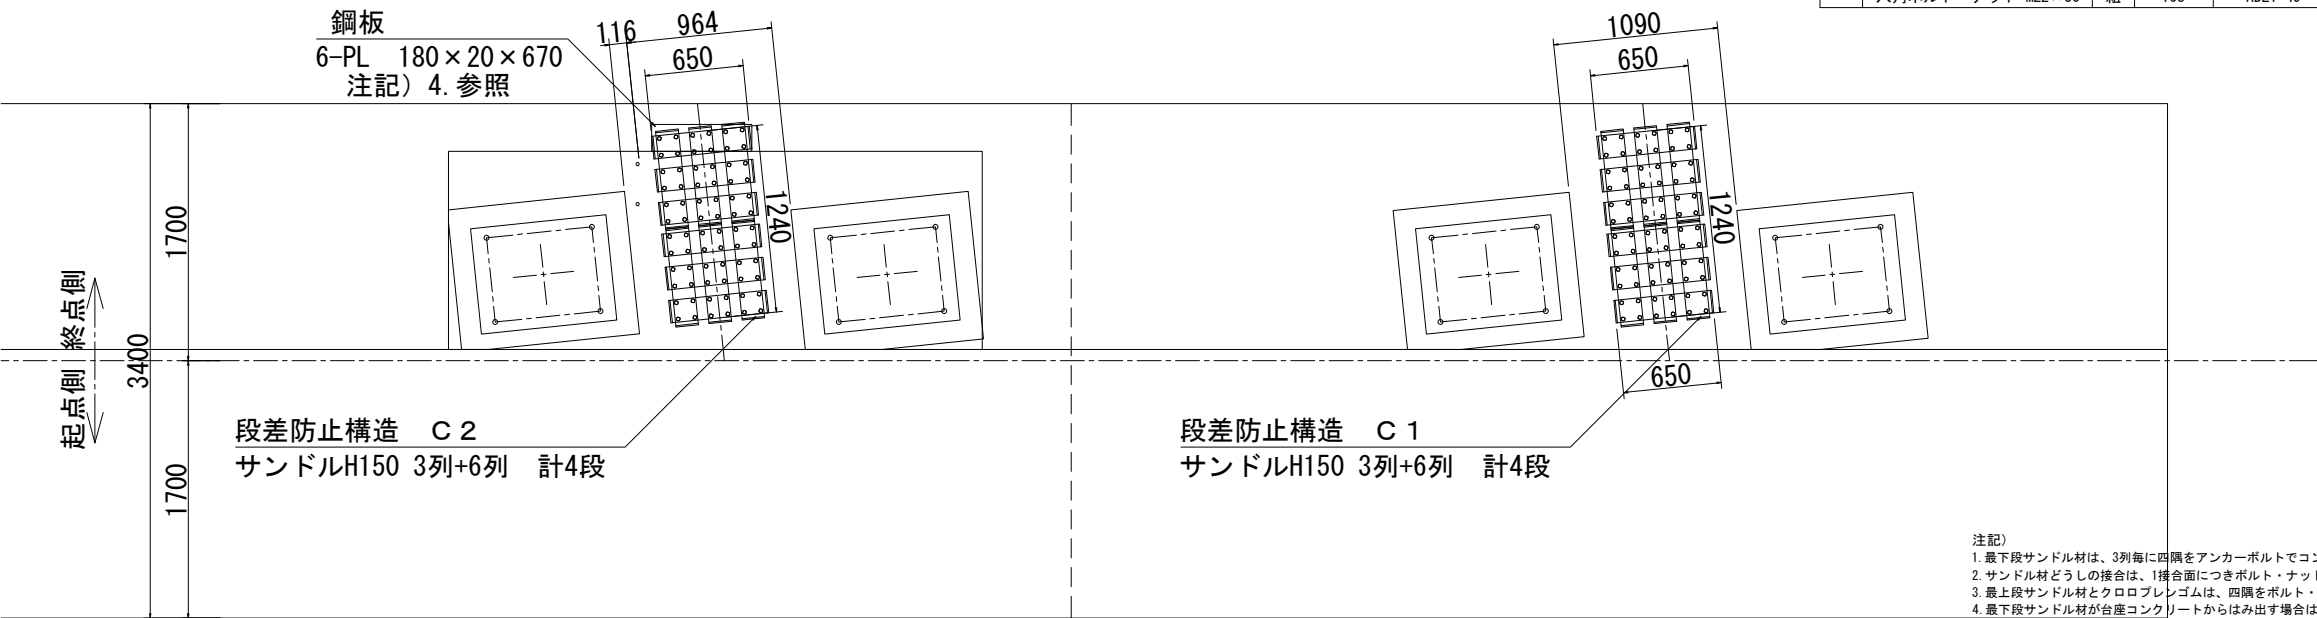 鋼板
6-PL 180×20×670
注記) 4.参照
116
964
650
1240
1090
650
1240
650
1700
3400
1700
終点側
起点側
段差防止構造 C2
サンドルH150 3列+6列 計4段
段差防止構造 C1
サンドルH150 3列+6列 計4段
注記)
1.最下段サンドル材は、3列毎に四隅をアンカーボルトでコン
2.サンドル材どうしの接合は、1接合面につきボルト・ナット
3.最上段サンドル材とクロロプレンゴムは、四隅をボルト・
4.最下段サンドル材が台座コンクリートからはみ出す場合は